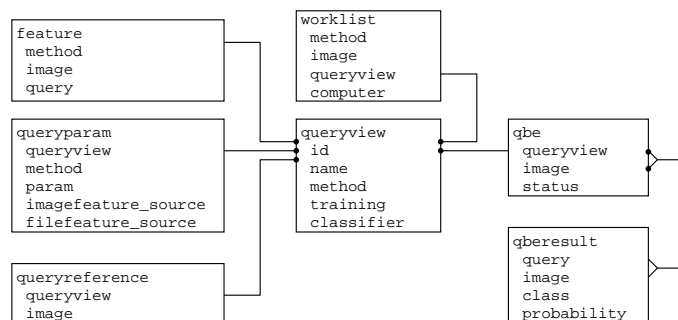 feature
method
image
query
worklist
method
image
queryview
computer
queryparam
queryview
method
param
imagefeature_source
filefeature_source
queryview
id
name
method
training
classifier
qbe
queryview
image
status
queryreference
queryview
image
qberesult
query
image
class
probability